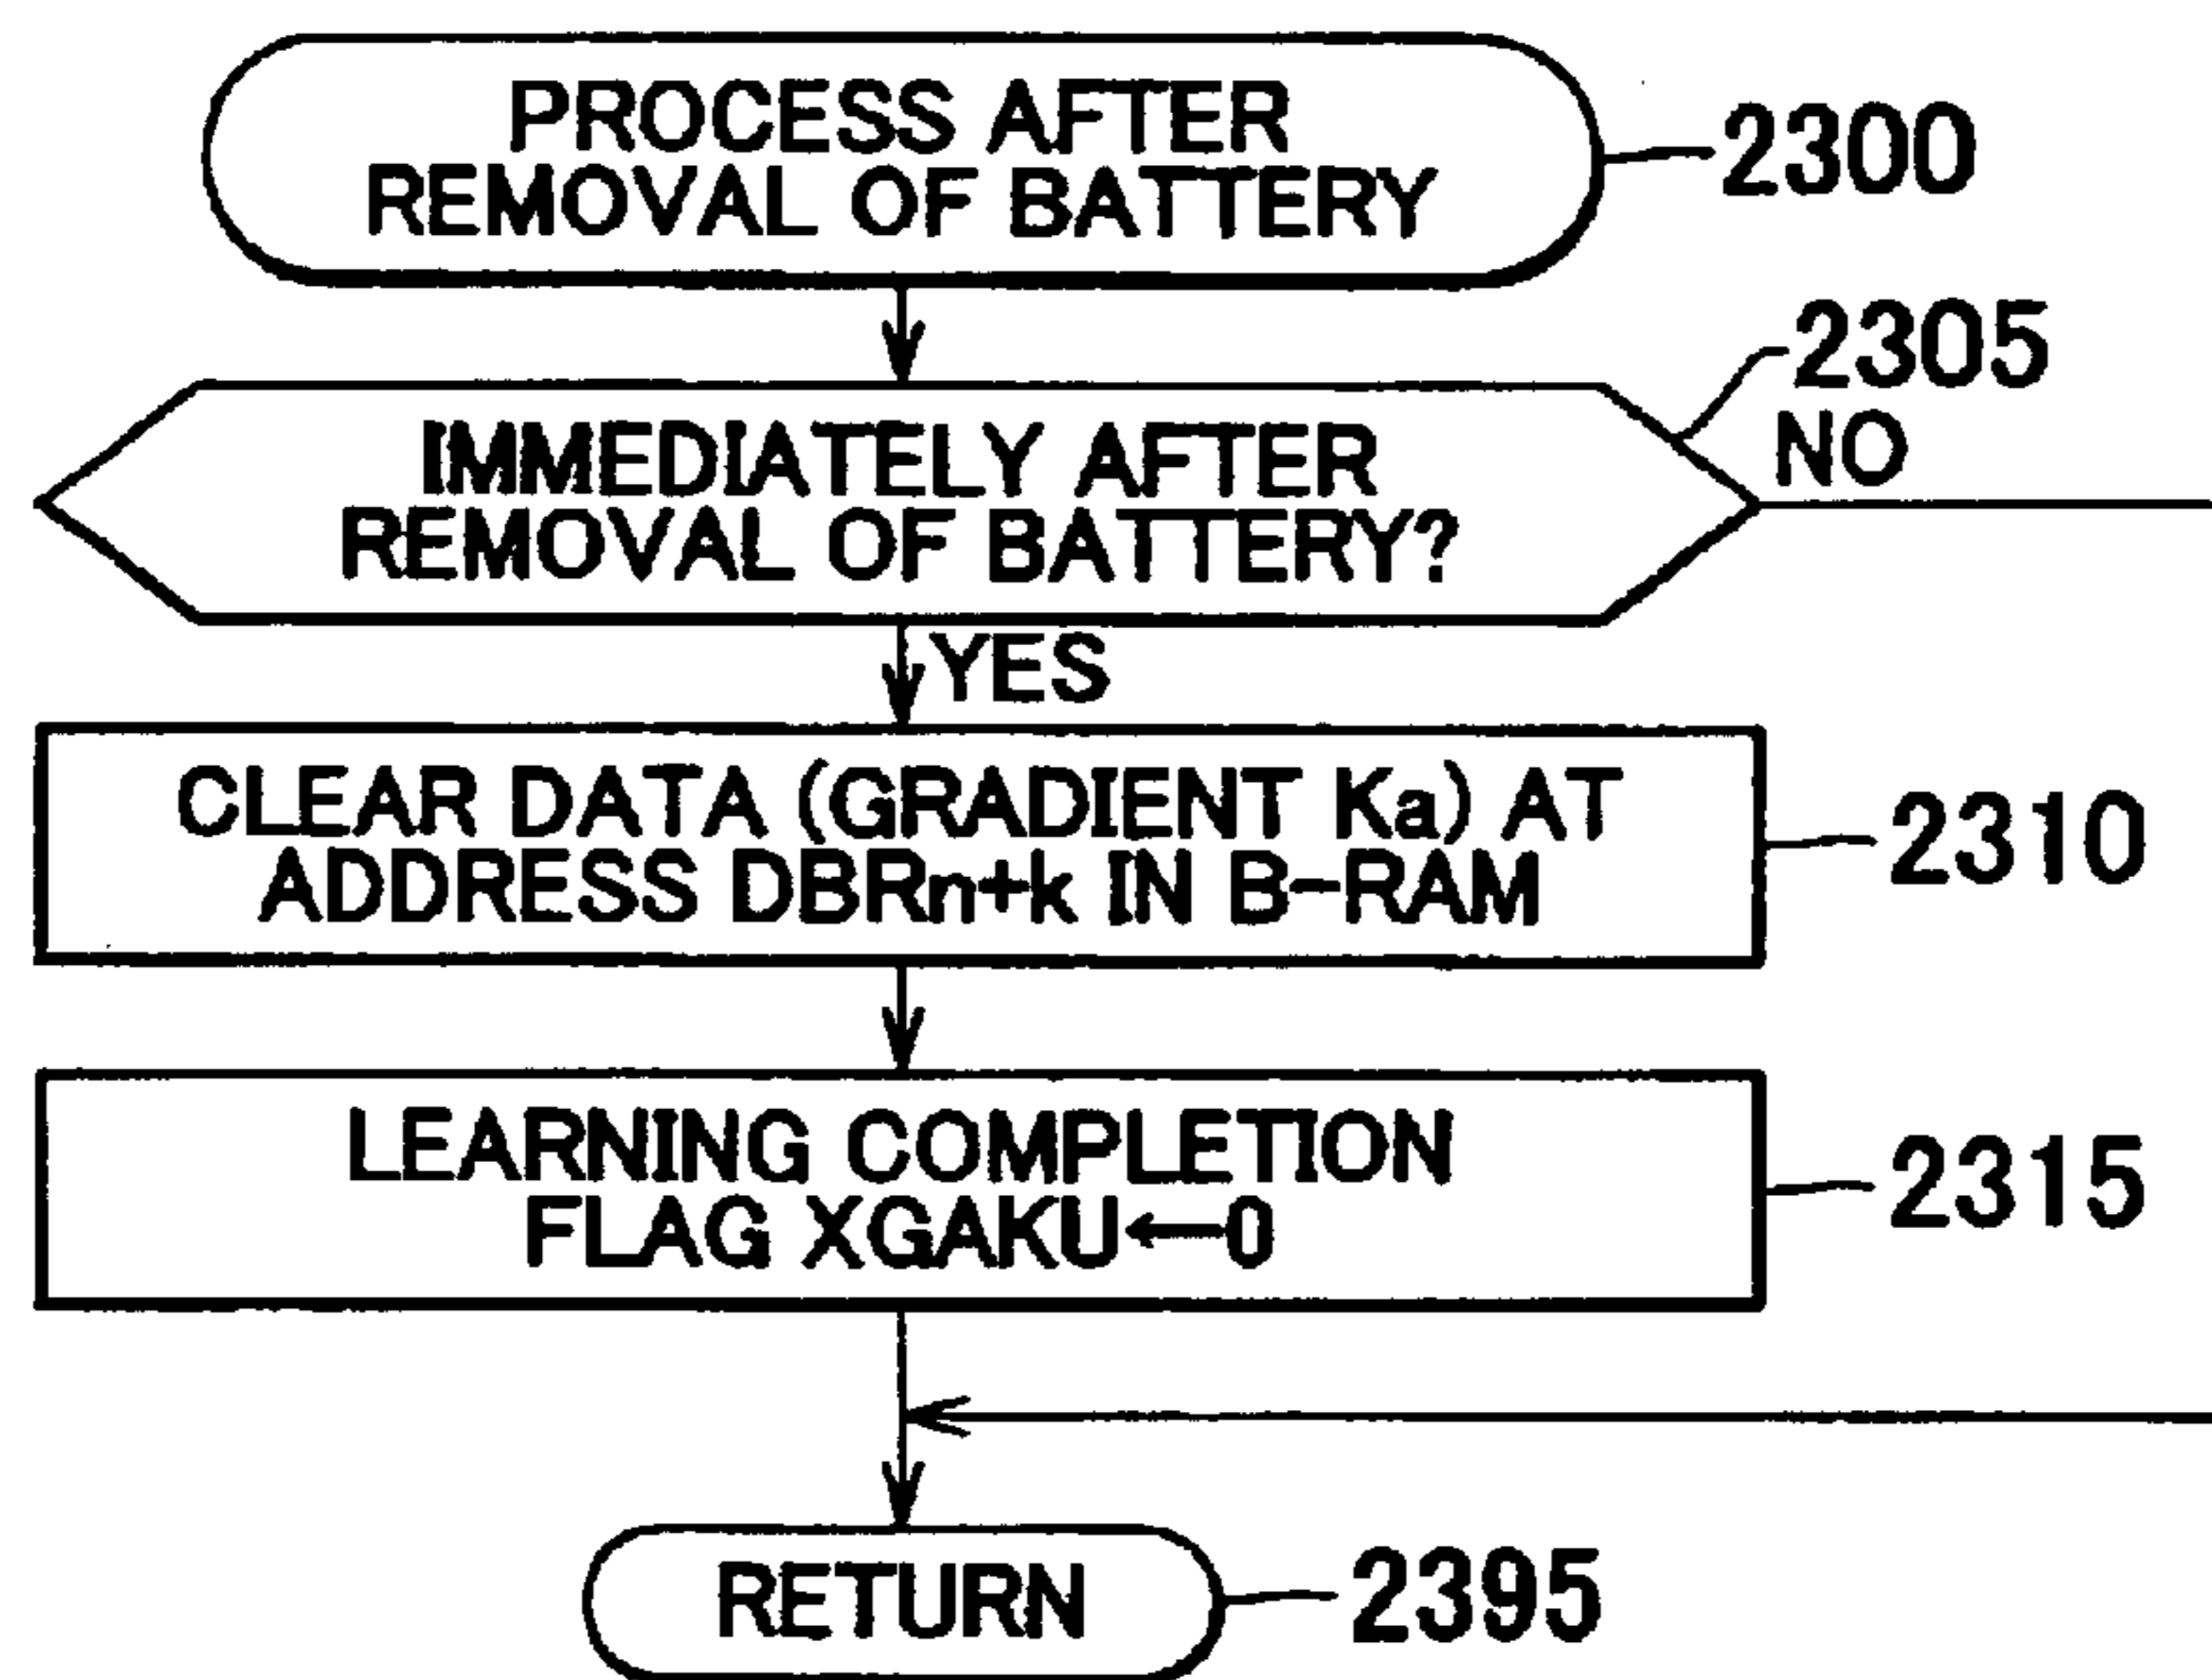 PROCESS AFTER
REMOVAL OF BATTERY
2300
2305
IMMEDIATELY AFTER
REMOVAL OF BATTERY?
NO
YES
CLEAR DATA (GRADIENT Ka) AT
ADDRESS DBRn+k IN B-RAM
2310
LEARNING COMPLETION
FLAG XGAKU←0
2315
RETURN
2395